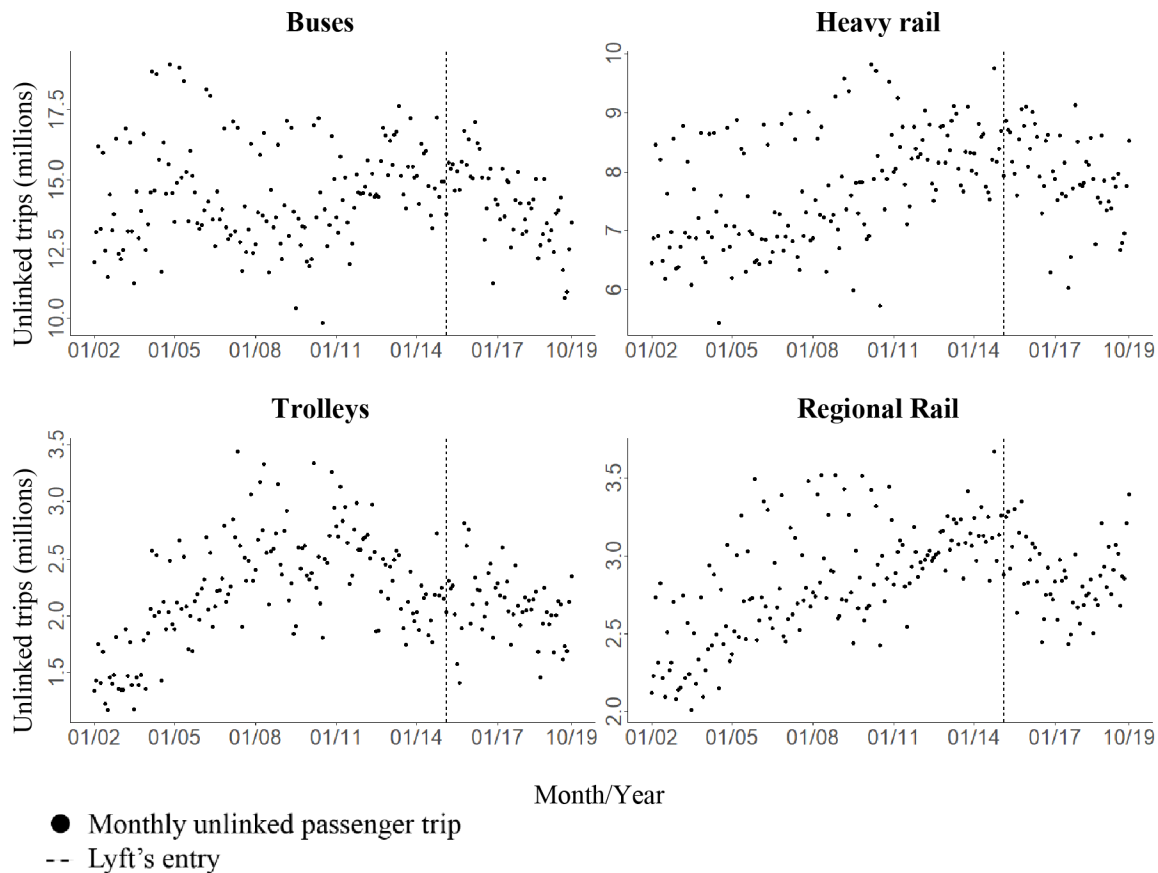 Buses
Heavy rail
Unlinked trips (millions)
17.5
15.0
12.5
10.0
01/02 01/05 01/08 01/11 01/14 01/17 10/19
10
9
8
7
6
01/02 01/05 01/08 01/11 01/14 01/17 10/19
Trolleys
Regional Rail
Unlinked trips (millions)
3.5
3.0
2.5
2.0
1.5
01/02 01/05 01/08 01/11 01/14 01/17 10/19
3.5
3.0
2.5
2.0
01/02 01/05 01/08 01/11 01/14 01/17 10/19
Month/Year
Monthly unlinked passenger trip
Lyft's entry